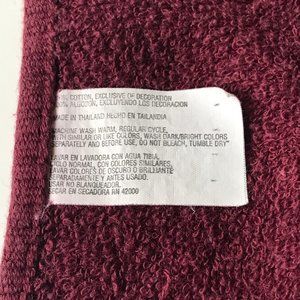 COTTON, EXCLUSIVE OF DECORATION
ALGODON, EXCLUYENDO LOS DECORACION
MADE IN THAILAND HECHO EN TAILANDIA
MACHINE WASH WARM, REGULAR CYCLE,
WITH SIMILAR OR LIKE COLORS, WASH DARK/BRIGHT COLORS
SEPARATELY AND BEFORE USE, DO NOT BLEACH, TUMBLE DRY
LAVAR EN LAVADORA CON AGUA TIBIA,
CICLO NORMAL, CON COLORES SIMILARES,
LAVAR COLORES DE OSCURO O BRILLANTE
SEPARADAMENTE Y ANTES USADO.
USAR NO BLANQUEADOR.
SECAR EN SECADORA RN 42000